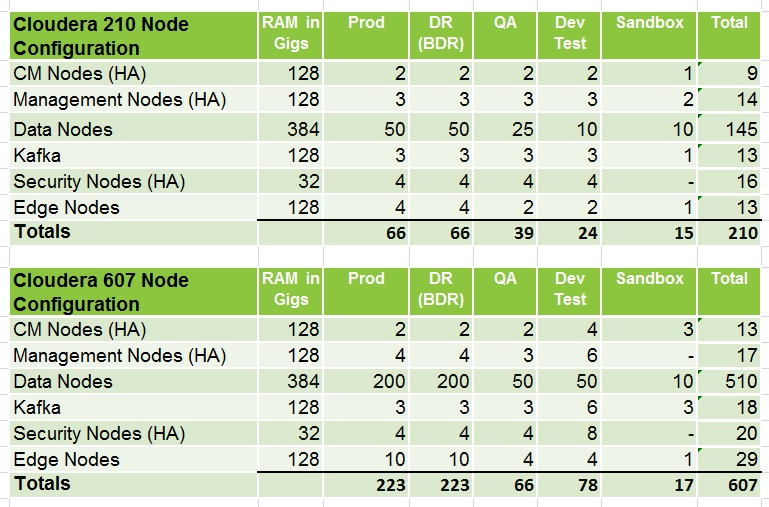 Cloudera 210 Node Configuration RAM in Gigs Prod DR (BDR) QA Dev Test Sandbox Total
CM Nodes (HA) 128 2 2 2 2 1 9
Management Nodes (HA) 128 3 3 3 3 2 14
Data Nodes 384 50 50 25 10 10 145
Kafka 128 3 3 3 3 1 13
Security Nodes (HA) 32 4 4 4 4 - 16
Edge Nodes 128 4 4 2 2 1 13
Totals 66 66 39 24 15 210
Cloudera 607 Node Configuration RAM in Gigs Prod DR (BDR) QA Dev Test Sandbox Total
CM Nodes (HA) 128 2 2 2 4 3 13
Management Nodes (HA) 128 4 4 3 6 - 17
Data Nodes 384 200 200 50 50 10 510
Kafka 128 3 3 3 6 3 18
Security Nodes (HA) 32 4 4 4 8 - 20
Edge Nodes 128 10 10 4 4 1 29
Totals 223 223 66 78 17 607